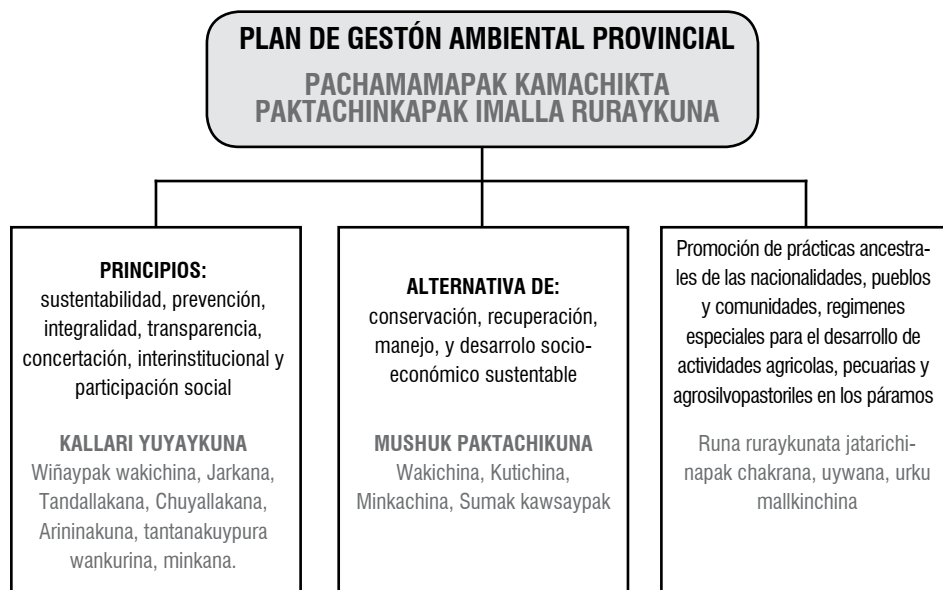 PLAN DE GESTÓN AMBIENTAL PROVINCIAL
PACHAMAMAPAK KAMACHIKTA
PAKTACHINKAPAK IMALLA RURAYKUNA
PRINCIPIOS:
sustentabilidad, prevención,
integralidad, transparencia,
concertación, interinstitucional y
participación social
KALLARI YUYAYKUNA
Wiñaypak wakichina, Jarkana,
Tandallakana, Chuyallakana,
Arininakuna, tantanakuypura
wankurina, minkana.
ALTERNATIVA DE:
conservación, recuperación,
manejo, y desarrolo socio-
económico sustentable
MUSHUK PAKTACHIKUNA
Wakichina, Kutichina,
Minkachina, Sumak kawsaypak
Promoción de prácticas ancestra-
les de las nacionalidades, pueblos
y comunidades, regimenes
especiales para el desarrollo de
actividades agricolas, pecuarias y
agrosilvopastoriles en los páramos
Runa ruraykunata jatarichi-
napak chakrana, uywana, urku
mallkinchina